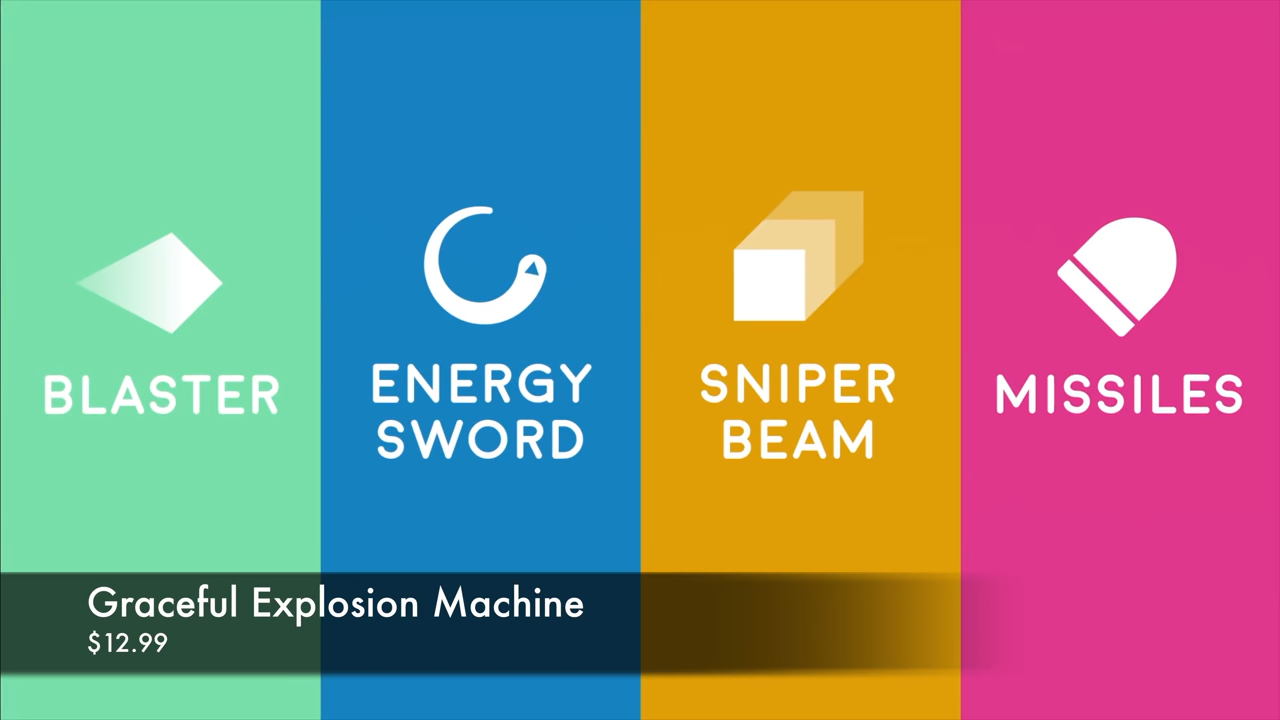 BLASTER
ENERGY
SWORD
SNIPER
BEAM
MISSILES
Graceful Explosion Machine
$12.99